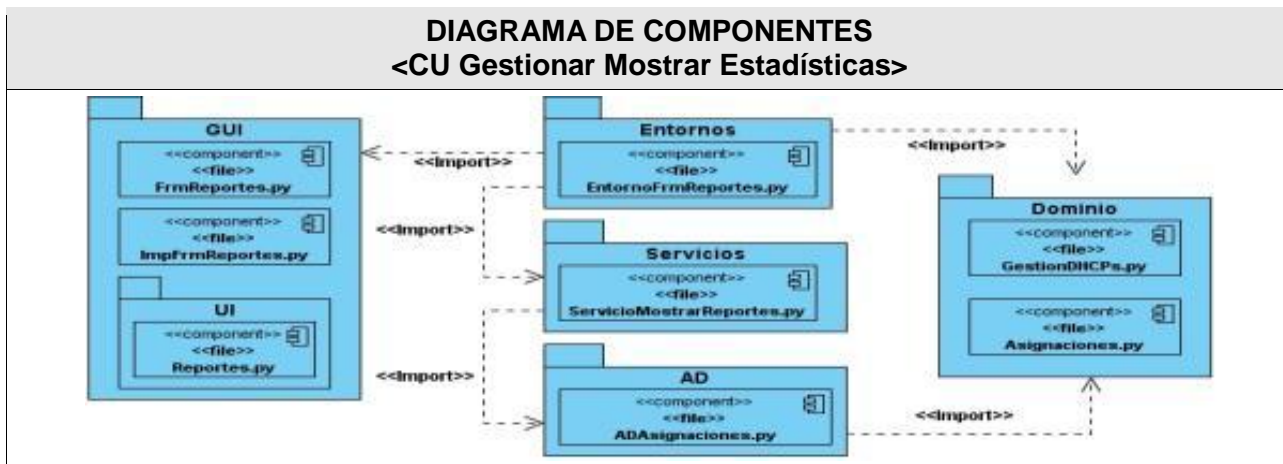 DIAGRAMA DE COMPONENTES
<CU Gestionar Mostrar Estadísticas>
GUI
<<component>>
<<file>>
FrmReportes.py
<<component>>
<<file>>
ImpFrmReportes.py
UI
<<component>>
<<file>>
Reportes.py
<<Import>>
<<Import>>
<<Import>>
Entornos
<<component>>
<<file>>
EntornoFrmReportes.py
Servicios
<<component>>
<<file>>
ServicioMostrarReportes.py
AD
<<component>>
<<file>>
ADAsignaciones.py
<<Import>>
Dominio
<<component>>
<<file>>
GestionDHCPs.py
<<component>>
<<file>>
Asignaciones.py
<<Import>>